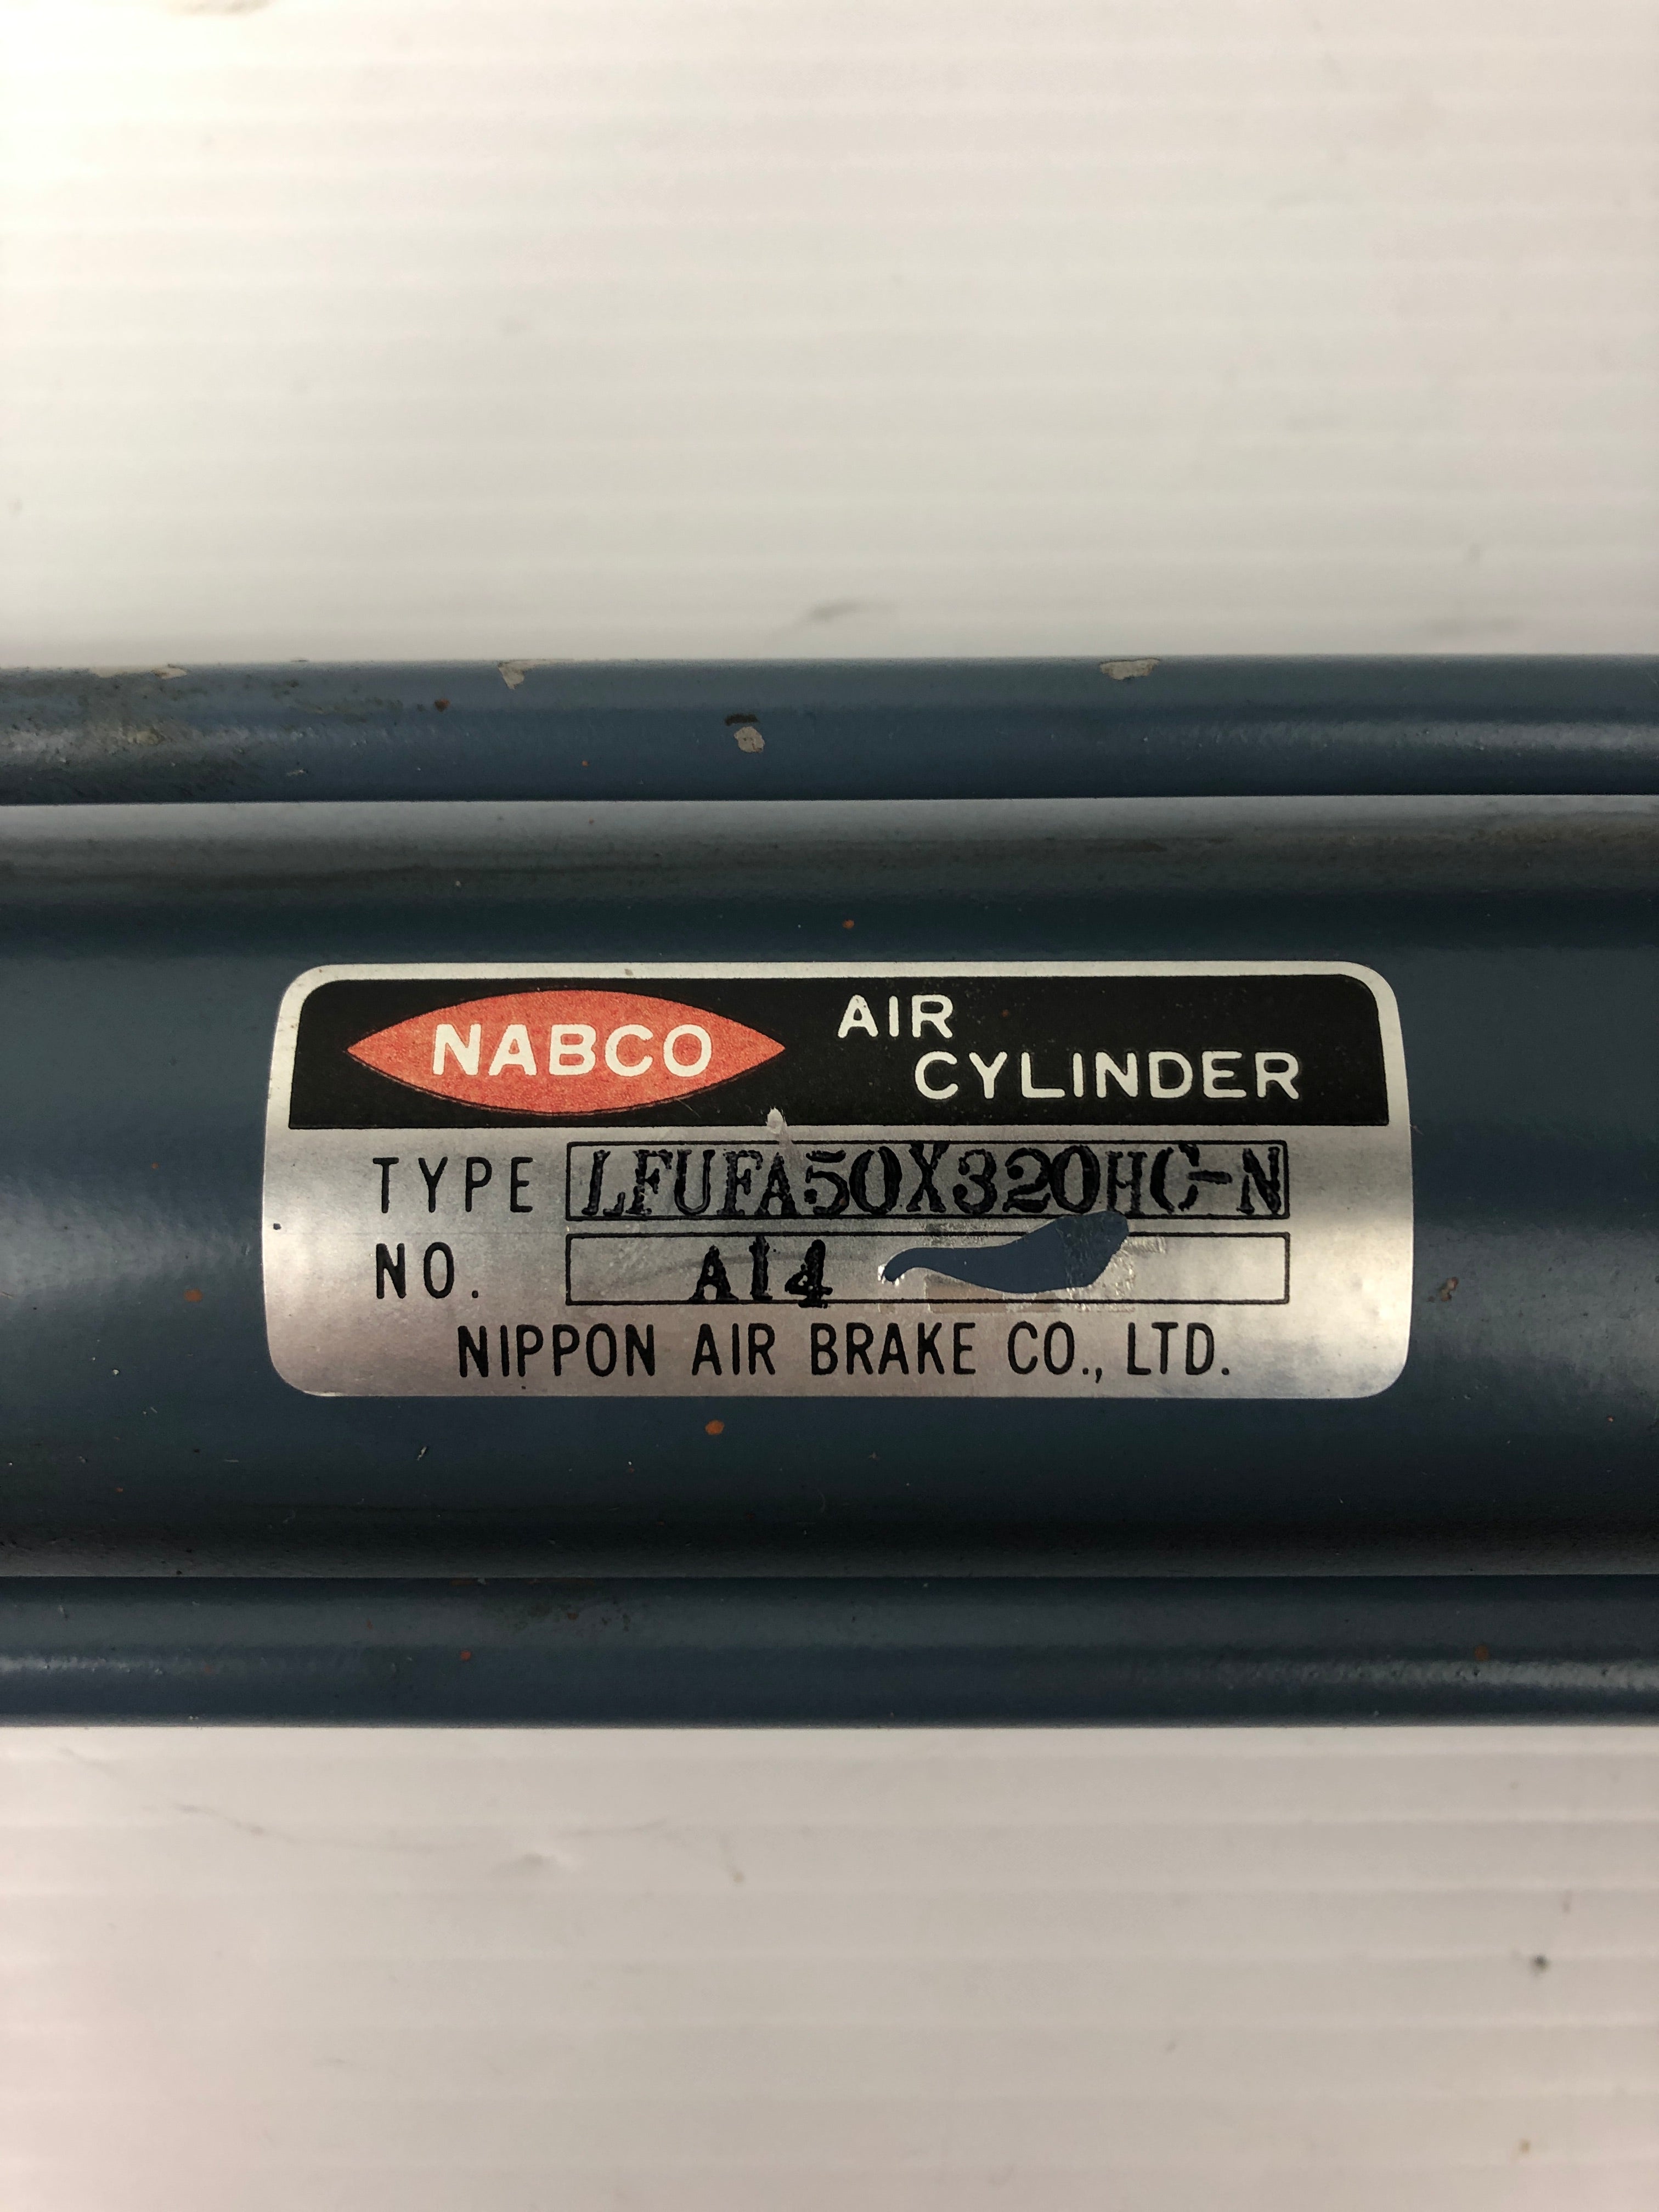 NABCO AIR
CYLINDER
TYPE LFUFA50X320HC-N
NO. A14
NIPPON AIR BRAKE CO., LTD.